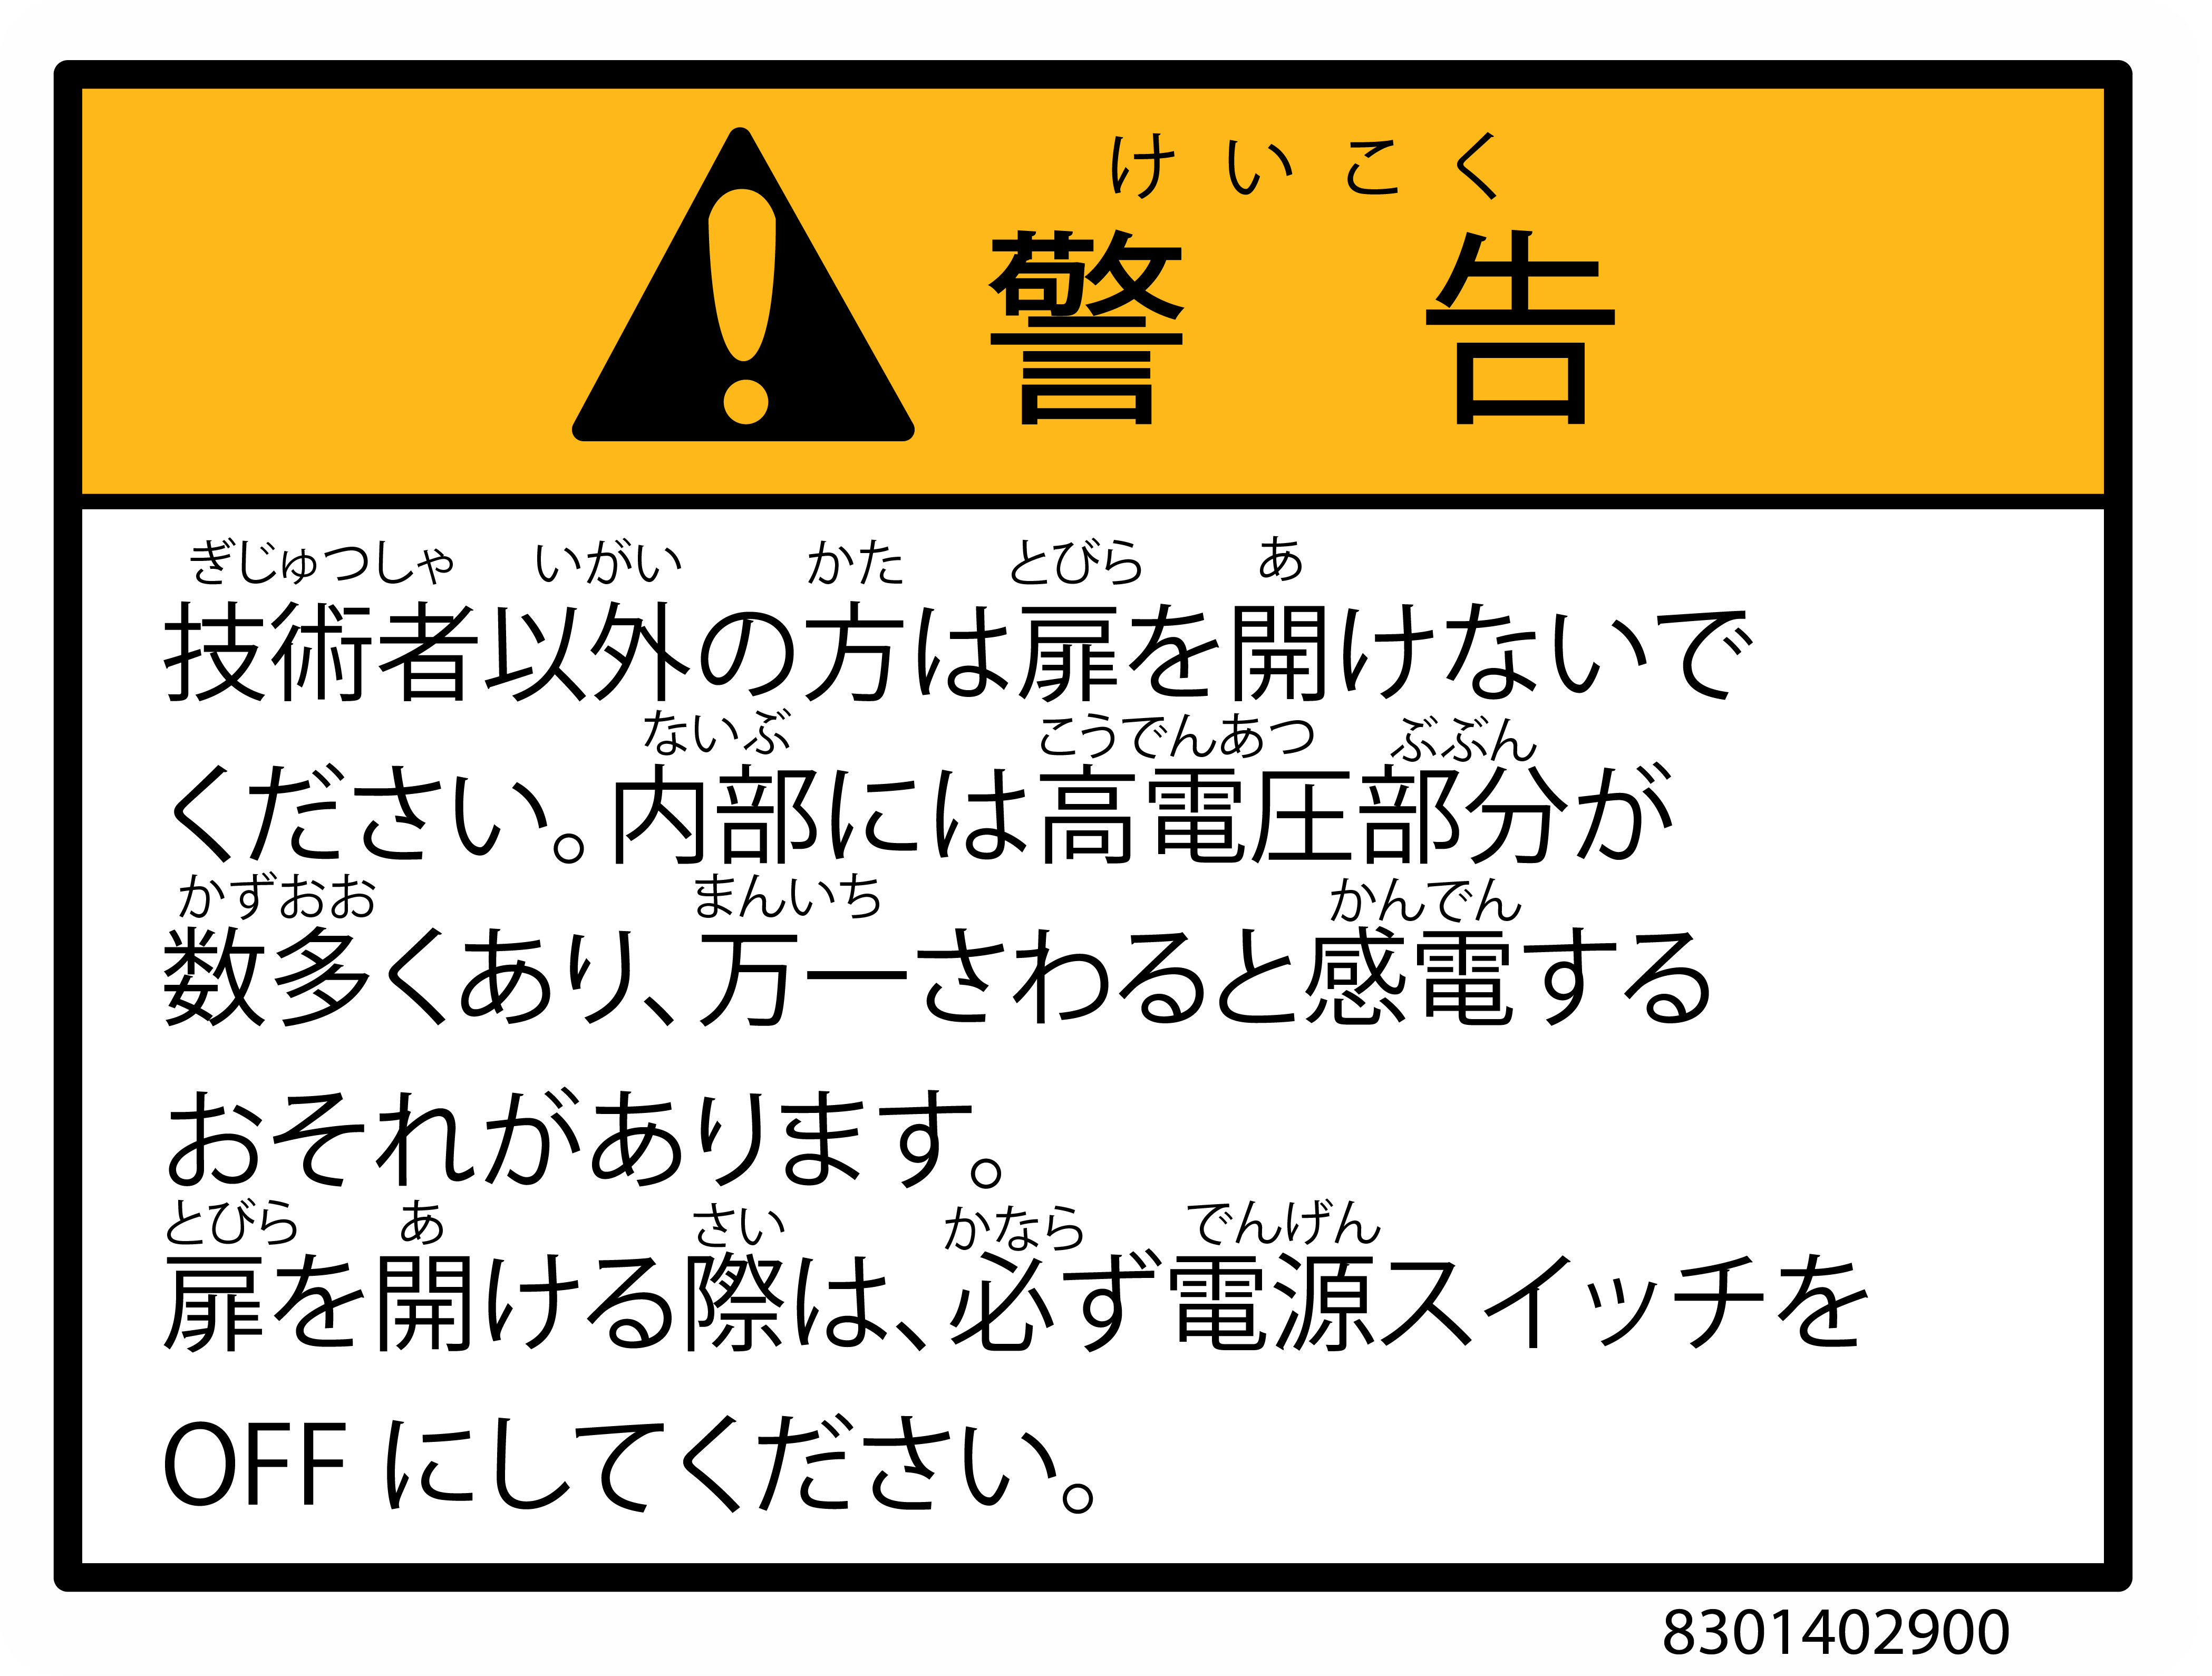 けいこく
警告
ぎじゅつしゃ いがい かた とびら あ
技術者以外の方は扉を開けないで
ないぶ こうでんあつ ぶぶん
ください。内部には高電圧部分が
かずおお まんいち かんでん
数多くあり、万一さわると感電する
おそれがあります。
とびら あ さい かなら でんげん
扉を開ける際は、必ず電源スイッチを
OFF にしてください。
8301402900